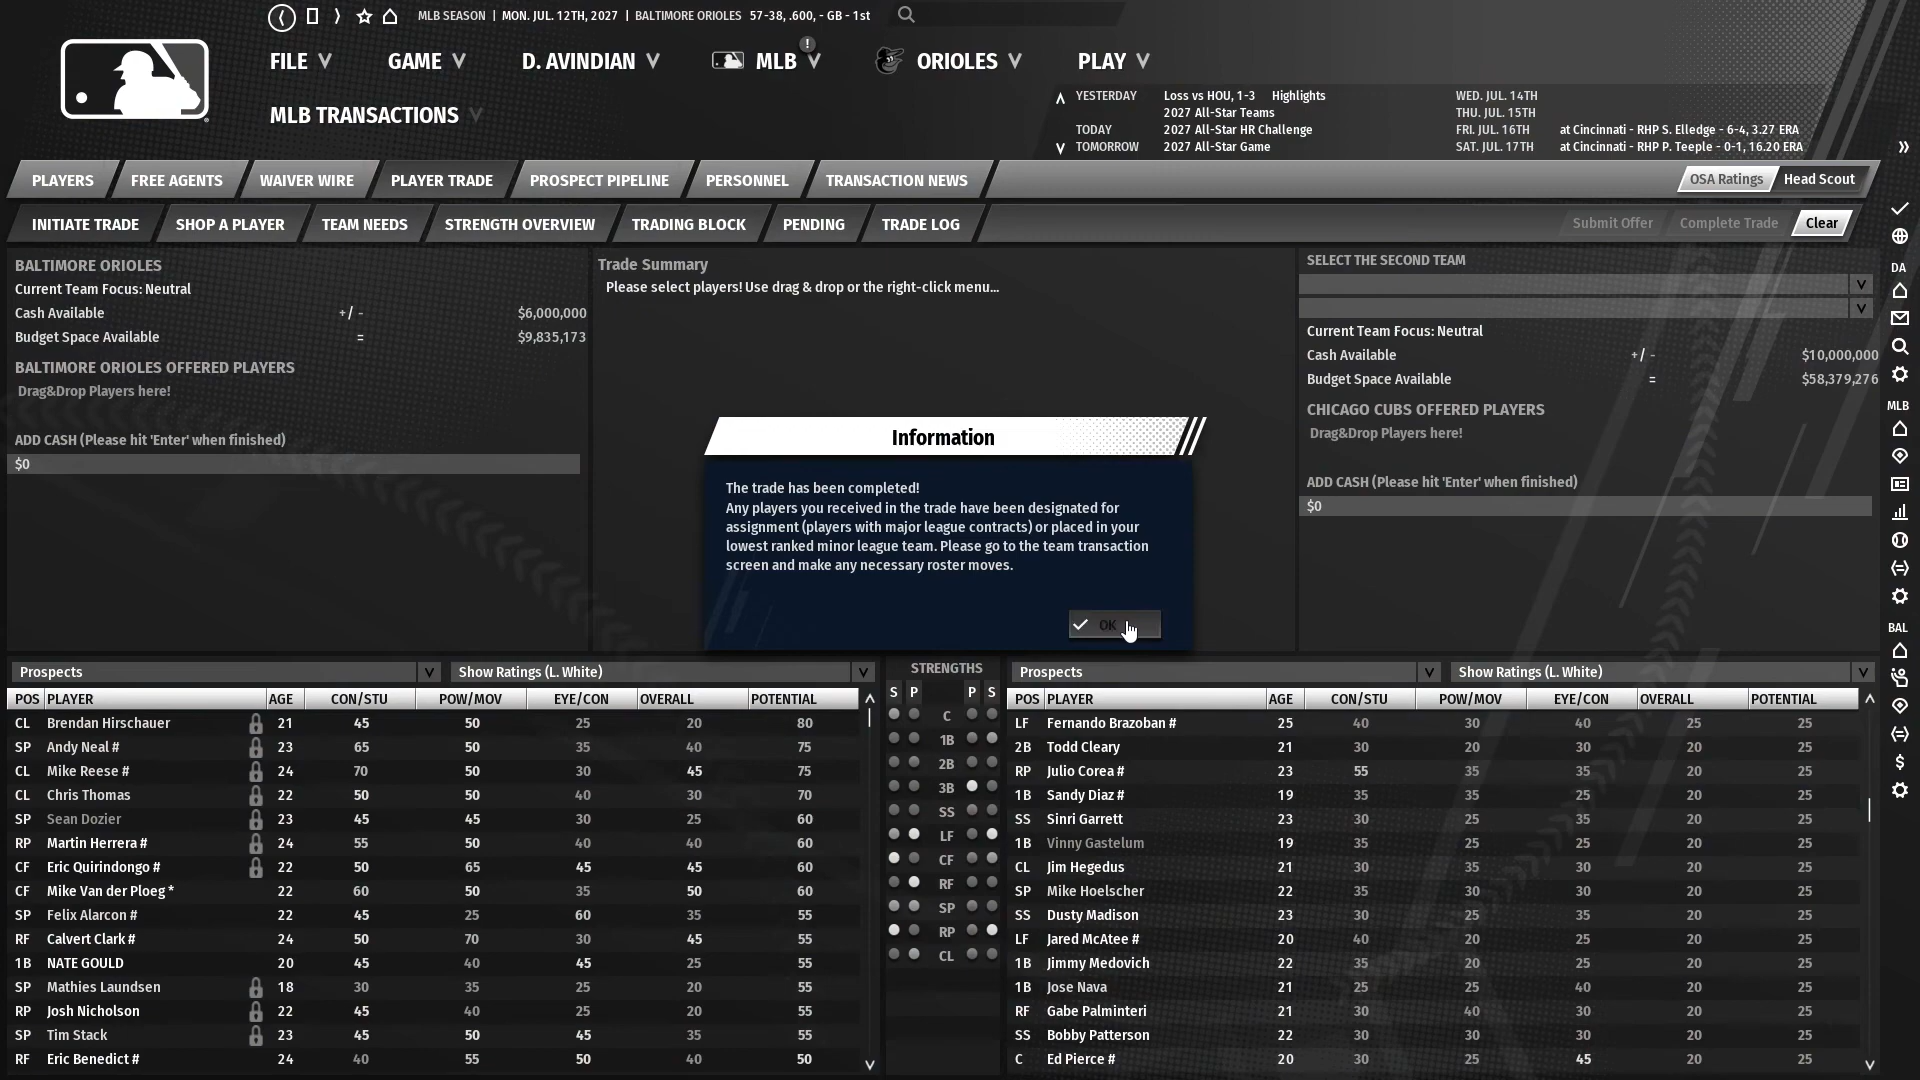 MLB SEASON | MON. JUL. 12TH, 2027 | BALTIMORE ORIOLES 57-38, .600, - GB - 1st
FILE GAME D. AVINDIAN MLB ! ORIOLES PLAY
MLB TRANSACTIONS
YESTERDAY Loss vs HOU, 1-3 Highlights WED. JUL. 14TH
2027 All-Star Teams THU. JUL. 15TH
TODAY 2027 All-Star HR Challenge FRI. JUL. 16TH at Cincinnati - RHP S. Elledge - 6-4, 3.27 ERA
TOMORROW 2027 All-Star Game SAT. JUL. 17TH at Cincinnati - RHP P. Teeple - 0-1, 16.20 ERA
PLAYERS FREE AGENTS WAIVER WIRE PLAYER TRADE PROSPECT PIPELINE PERSONNEL TRANSACTION NEWS OSA Ratings Head Scout
INITIATE TRADE SHOP A PLAYER TEAM NEEDS STRENGTH OVERVIEW TRADING BLOCK PENDING TRADE LOG Submit Offer Complete Trade Clear
BALTIMORE ORIOLES
Current Team Focus: Neutral
Cash Available +/- $6,000,000
Budget Space Available = $9,835,173
BALTIMORE ORIOLES OFFERED PLAYERS
Drag&Drop Players here!
ADD CASH (Please hit 'Enter' when finished)
$0
Trade Summary
Please select players! Use drag & drop or the right-click menu...
SELECT THE SECOND TEAM
Current Team Focus: Neutral
Cash Available +/- $10,000,000
Budget Space Available = $58,379,276
CHICAGO CUBS OFFERED PLAYERS
Drag&Drop Players here!
ADD CASH (Please hit 'Enter' when finished)
$0
Information
The trade has been completed!
Any players you received in the trade have been designated for
assignment (players with major league contracts) or placed in your
lowest ranked minor league team. Please go to the team transaction
screen and make any necessary roster moves.
OK
DA
MLB
BAL
Prospects Show Ratings (L. White)
POS PLAYER AGE CON/STU POW/MOV EYE/CON OVERALL POTENTIAL
CL Brendan Hirschauer 21 45 50 25 20 80
SP Andy Neal # 23 65 50 35 40 75
CL Mike Reese # 24 70 50 30 45 75
CL Chris Thomas 22 50 50 40 30 70
SP Sean Dozier 23 45 45 30 25 60
RP Martin Herrera # 24 55 50 40 40 60
CF Eric Quirindongo # 22 50 65 45 45 60
CF Mike Van der Ploeg * 22 60 50 35 50 60
SP Felix Alarcon # 22 45 25 60 35 55
RF Calvert Clark # 24 50 70 30 45 55
1B NATE GOULD 20 45 40 45 25 55
SP Mathies Laundsen 18 30 35 25 20 55
RP Josh Nicholson 22 45 40 25 20 55
SP Tim Stack 23 45 50 45 35 55
RF Eric Benedict # 24 40 55 50 40 50
STRENGTHS
S P P S
C
1B
2B
3B
SS
LF
CF
RF
SP
RP
CL
Prospects Show Ratings (L. White)
POS PLAYER AGE CON/STU POW/MOV EYE/CON OVERALL POTENTIAL
LF Fernando Brazoban # 25 40 30 40 25 25
2B Todd Cleary 21 30 20 30 20 25
RP Julio Corea # 23 55 35 35 20 25
1B Sandy Diaz # 19 35 35 25 20 25
SS Sinri Garrett 23 30 25 35 20 25
1B Vinny Gastelum 19 35 25 25 20 25
CL Jim Hegedus 21 30 35 30 20 25
SP Mike Hoelscher 22 35 30 30 20 25
SS Dusty Madison 23 30 25 35 20 25
LF Jared McAtee # 20 40 20 25 20 25
1B Jimmy Medovich 22 35 20 25 20 25
1B Jose Nava 21 25 25 40 20 25
RF Gabe Palminteri 21 30 40 30 20 25
SS Bobby Patterson 22 30 30 30 20 25
C Ed Pierce # 20 30 25 45 20 25